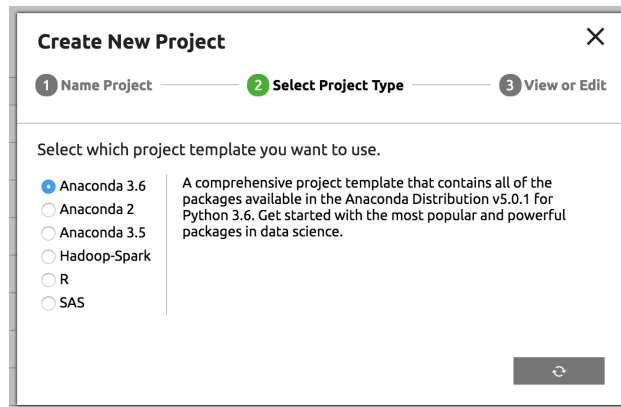 Create New Project
1 Name Project 2 Select Project Type 3 View or Edit
Select which project template you want to use.
Anaconda 3.6
Anaconda 2
Anaconda 3.5
Hadoop-Spark
R
SAS
A comprehensive project template that contains all of the
packages available in the Anaconda Distribution v5.0.1 for
Python 3.6. Get started with the most popular and powerful
packages in data science.